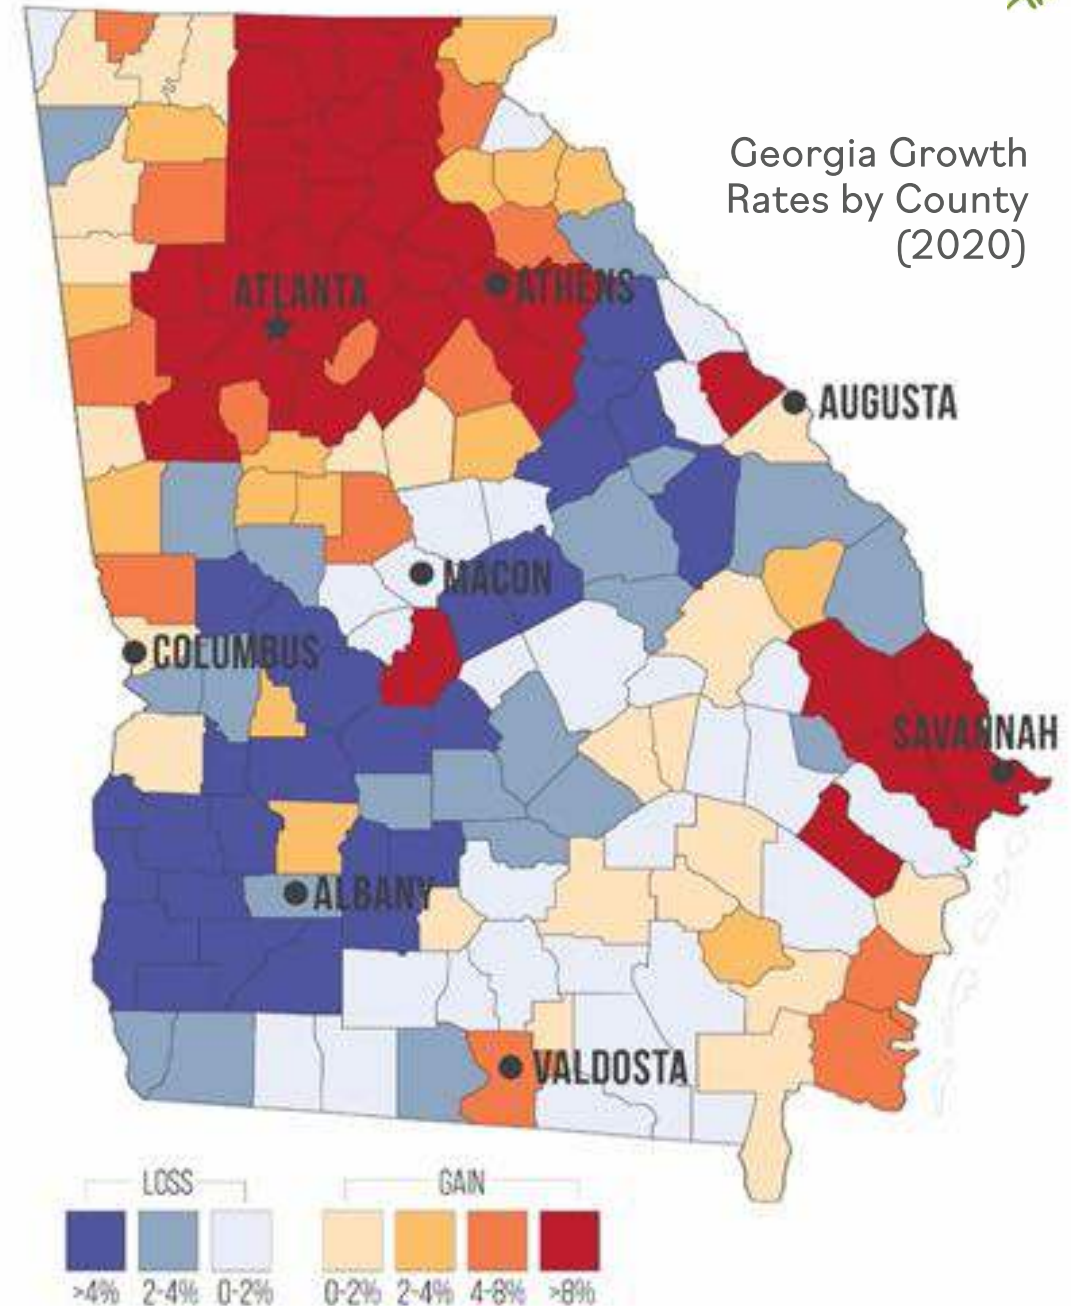 Georgia Growth
Rates by County
(2020)
ATLANTA
ATHENS
AUGUSTA
MACON
COLUMBUS
SAVANNAH
ALBANY
VALDOSTA
LOSS GAIN
>4% 2-4% 0-2% 0-2% 2-4% 4-8% >8%